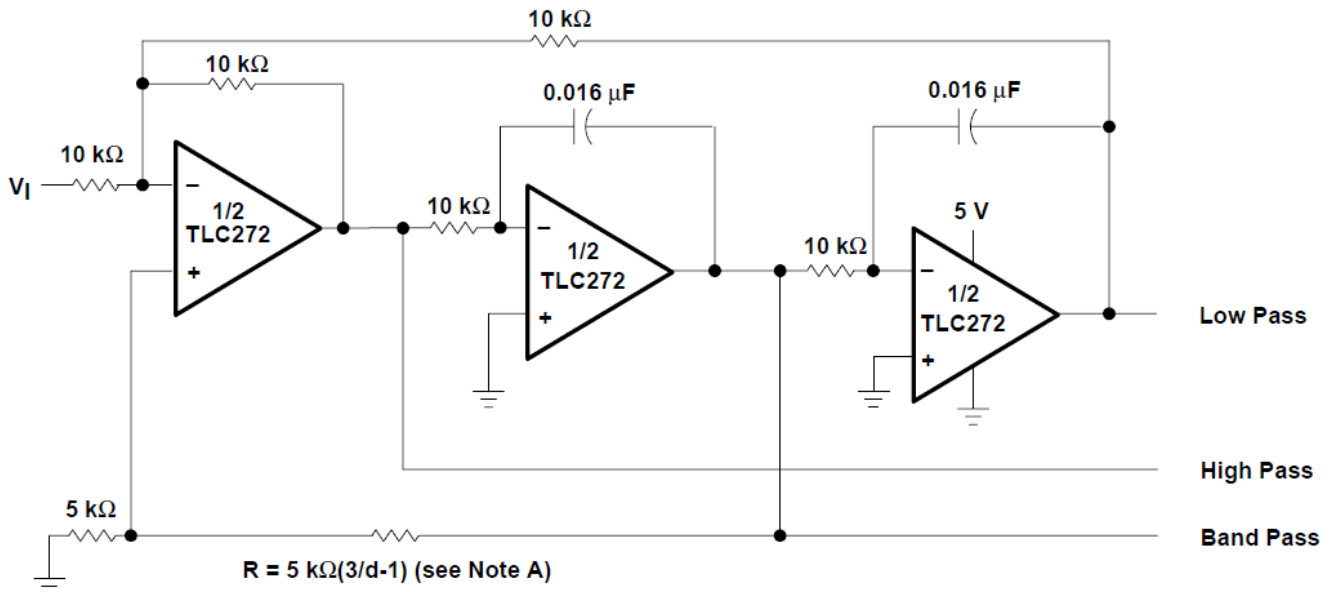 10 kΩ
10 kΩ
0.016 μF
0.016 μF
10 kΩ
VI
–
1/2
TLC272
+
10 kΩ
–
1/2
TLC272
+
10 kΩ
5 V
–
1/2
TLC272
+
Low Pass
High Pass
5 kΩ
Band Pass
R = 5 kΩ(3/d-1) (see Note A)